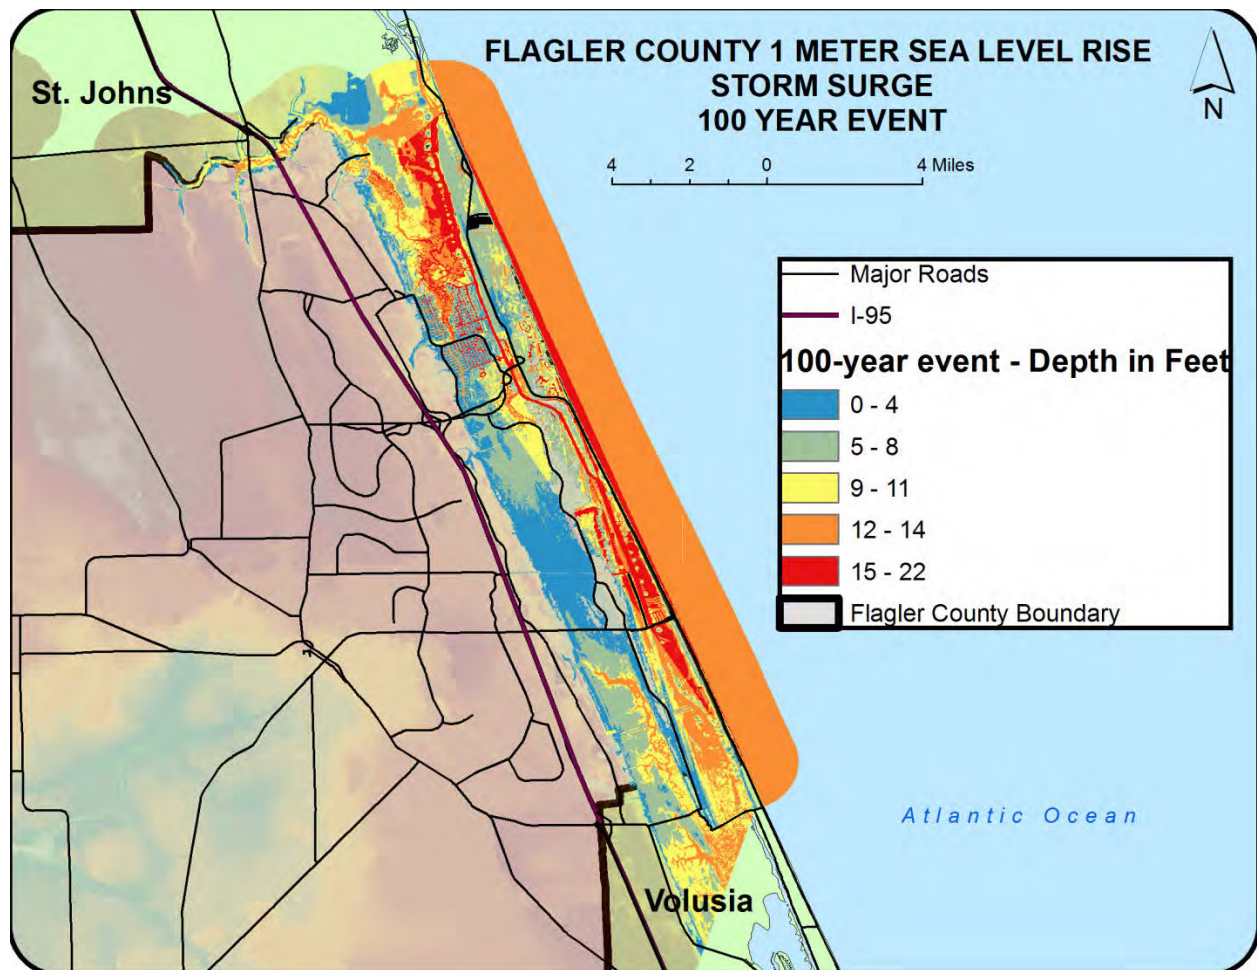 FLAGLER COUNTY 1 METER SEA LEVEL RISE
STORM SURGE
100 YEAR EVENT
N
St. Johns
4 2 0 4 Miles
Major Roads
I-95
100-year event - Depth in Feet
0 - 4
5 - 8
9 - 11
12 - 14
15 - 22
Flagler County Boundary
Atlantic Ocean
Volusia